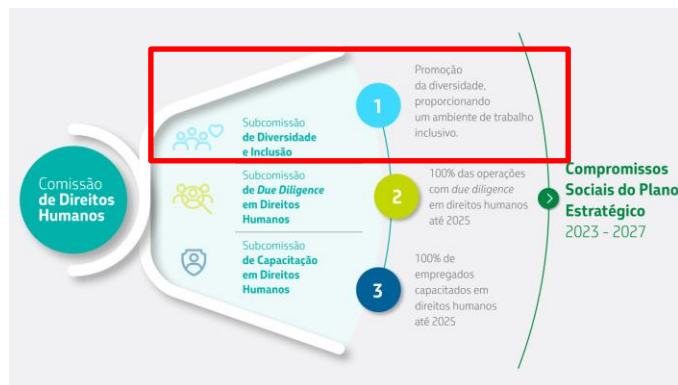 Comissão
de Direitos
Humanos
Subcomissão
de Diversidade
e Inclusão
1
Promoção
da diversidade,
proporcionando
um ambiente de trabalho
inclusivo.
Subcomissão
de Due Diligence
em Direitos
Humanos
2
100% das operações
com due diligence
em direitos humanos
até 2025
Subcomissão
de Capacitação
em Direitos
Humanos
3
100% de
empregados
capacitados em
direitos humanos
até 2025
Compromissos
Sociais do Plano
Estratégico
2023 - 2027